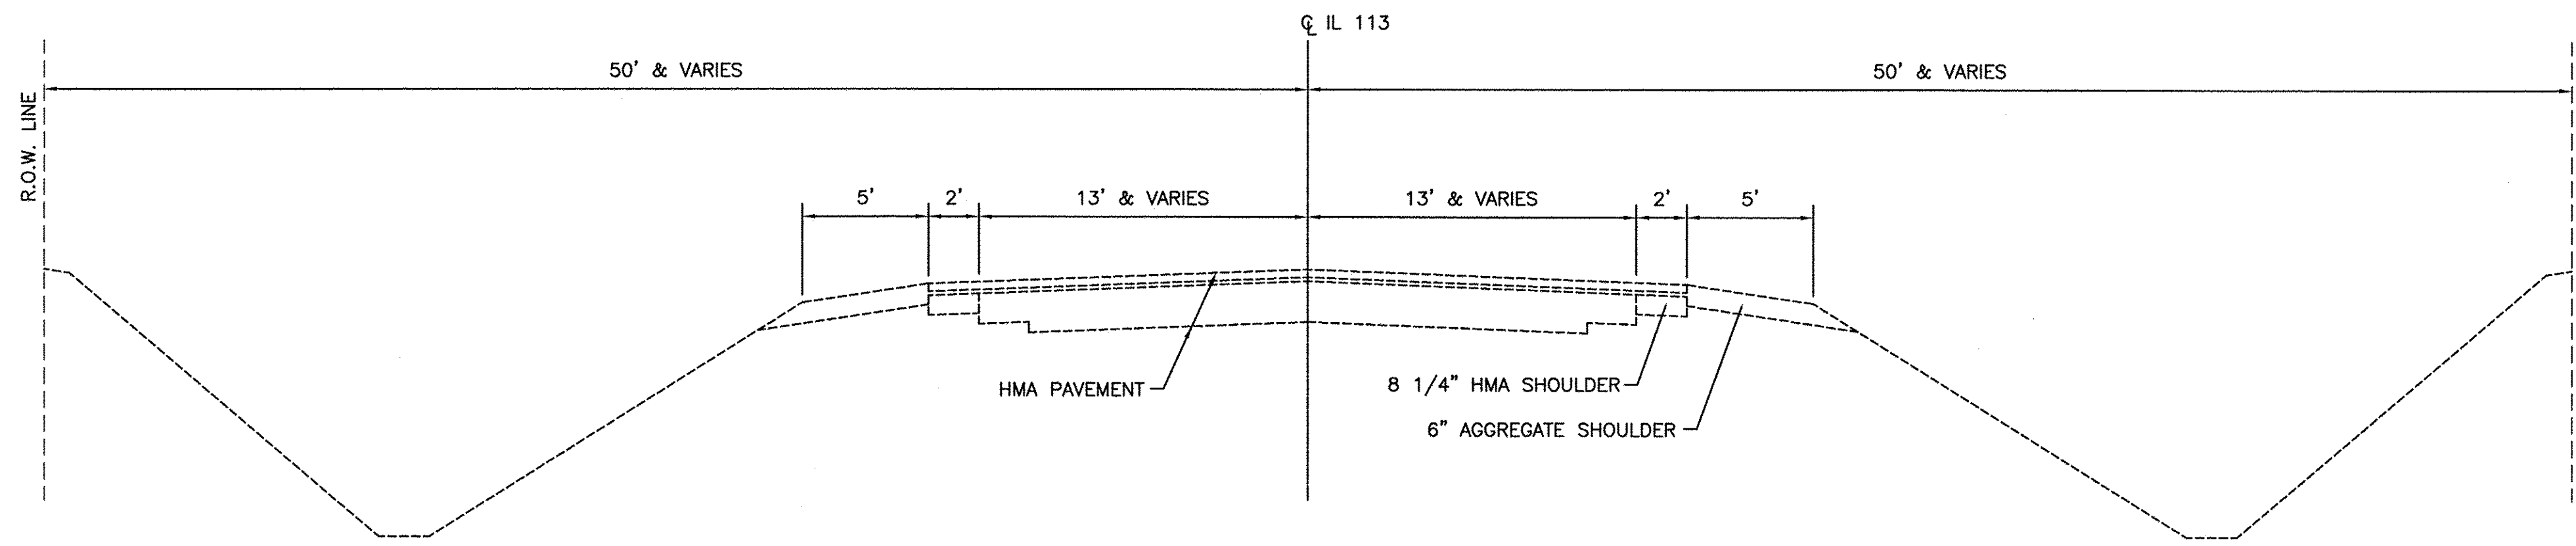 ℄ IL 113
50' & VARIES
50' & VARIES
R.O.W. LINE
5'
2'
13' & VARIES
13' & VARIES
2'
5'
HMA PAVEMENT
8 1/4" HMA SHOULDER
6" AGGREGATE SHOULDER